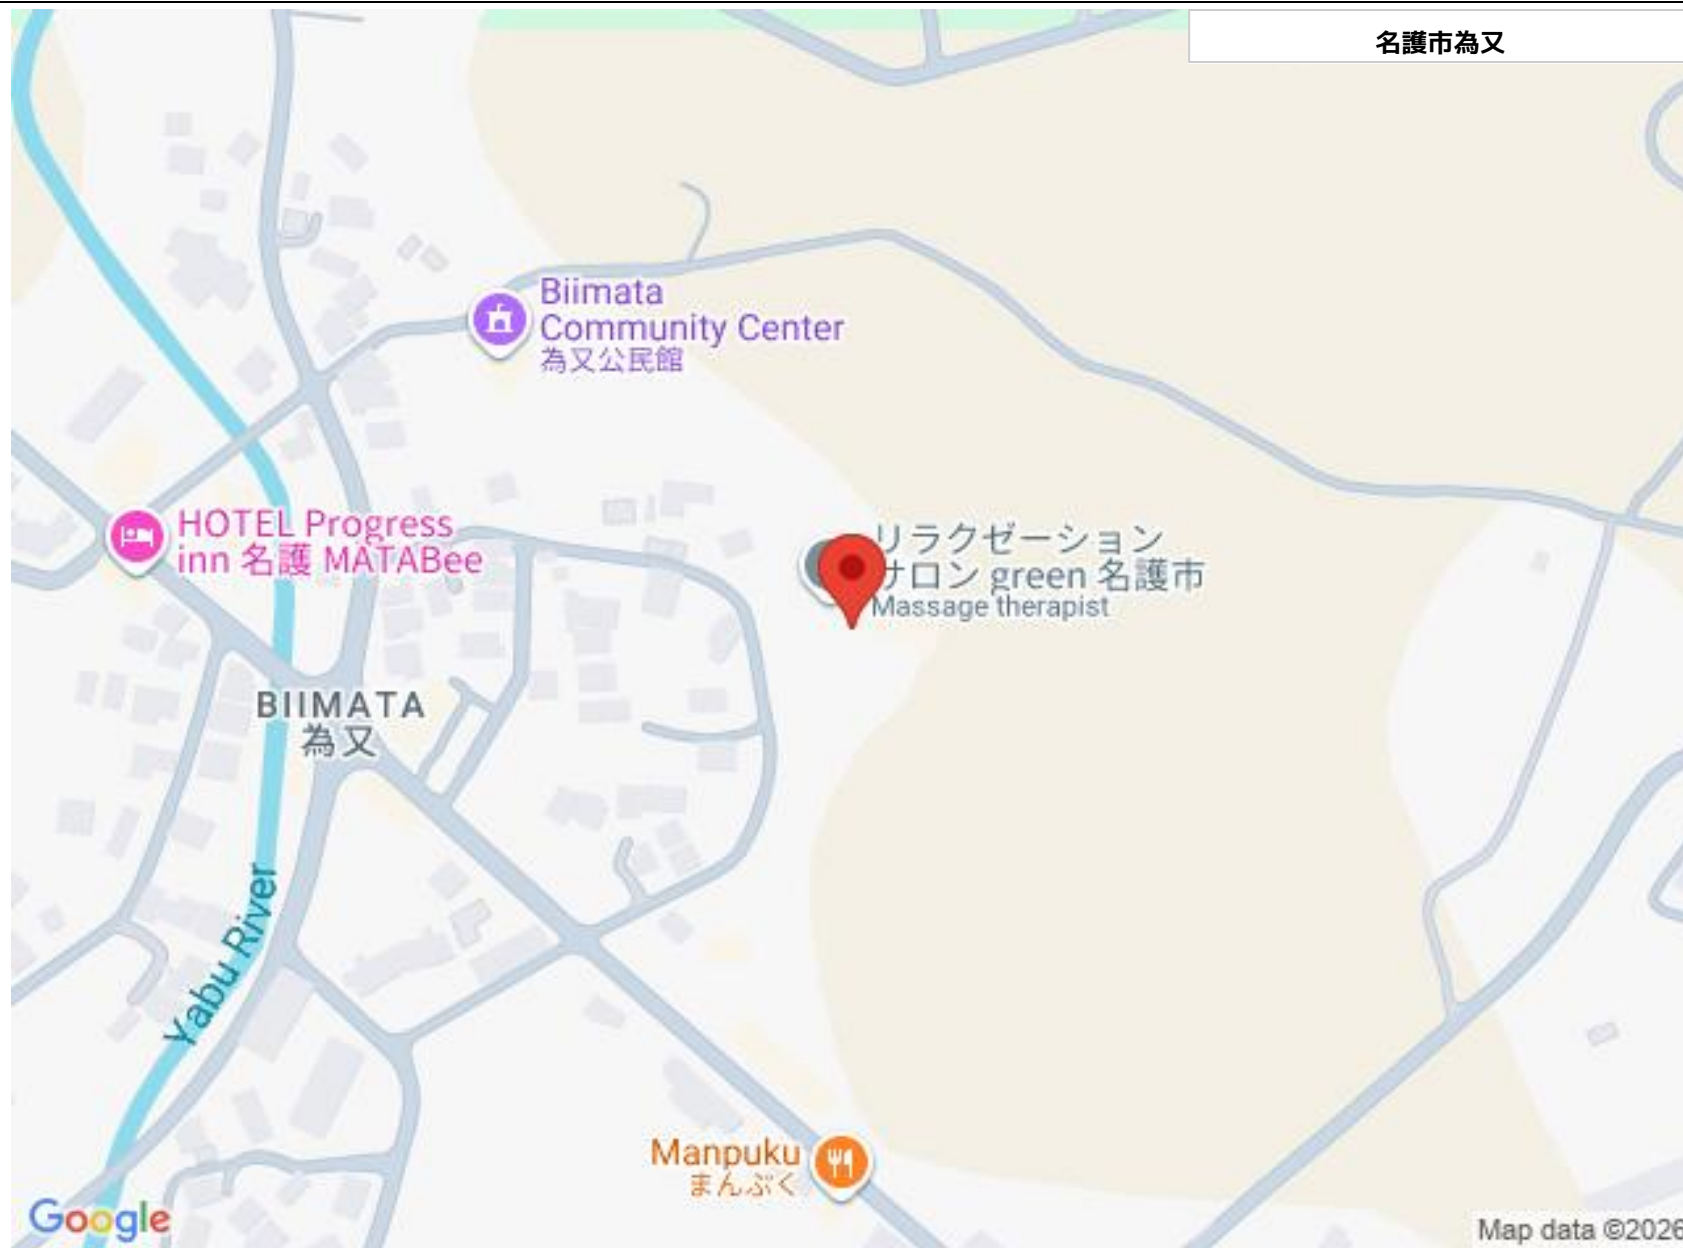 名護市為又
Biimata
Community Center
為又公民館
HOTEL Progress
inn 名護 MATABee
リラクゼーション
サロン green 名護市
Massage therapist
BIIMATA
為又
Yabu River
Manpuku
まんぷく
Google
Map data ©2026